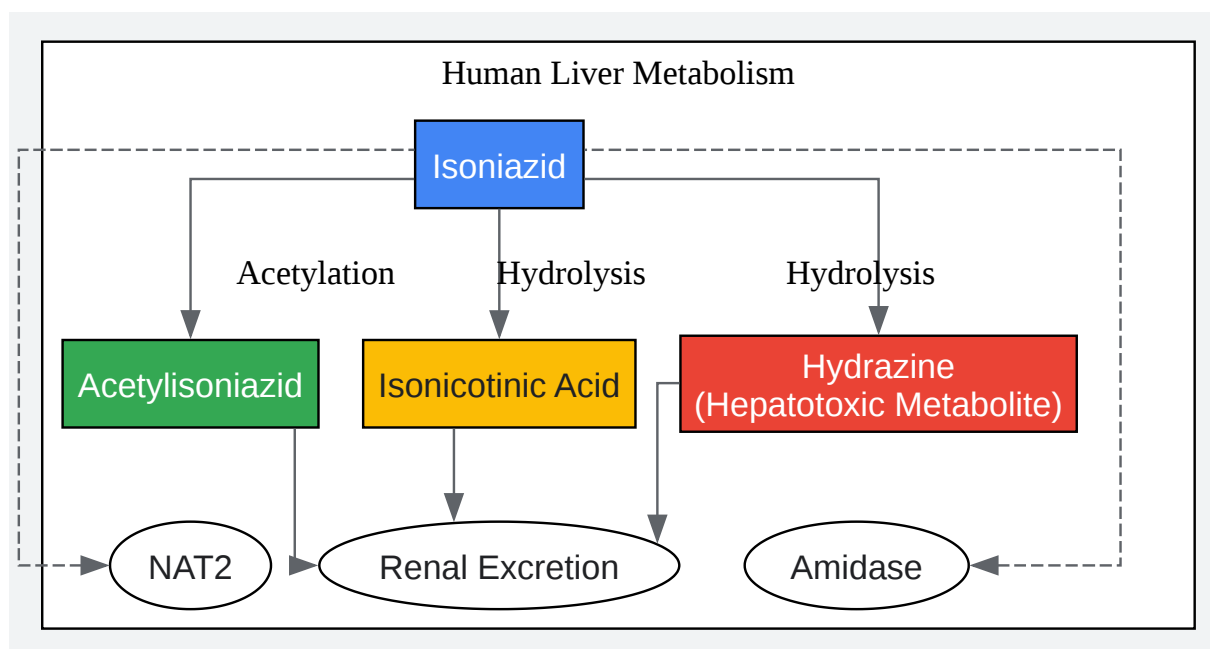 Human Liver Metabolism
Isoniazid
Acetylation
Hydrolysis
Hydrolysis
Acetylisoniazid
Isonicotinic Acid
Hydrazine
(Hepatotoxic Metabolite)
NAT2
Renal Excretion
Amidase